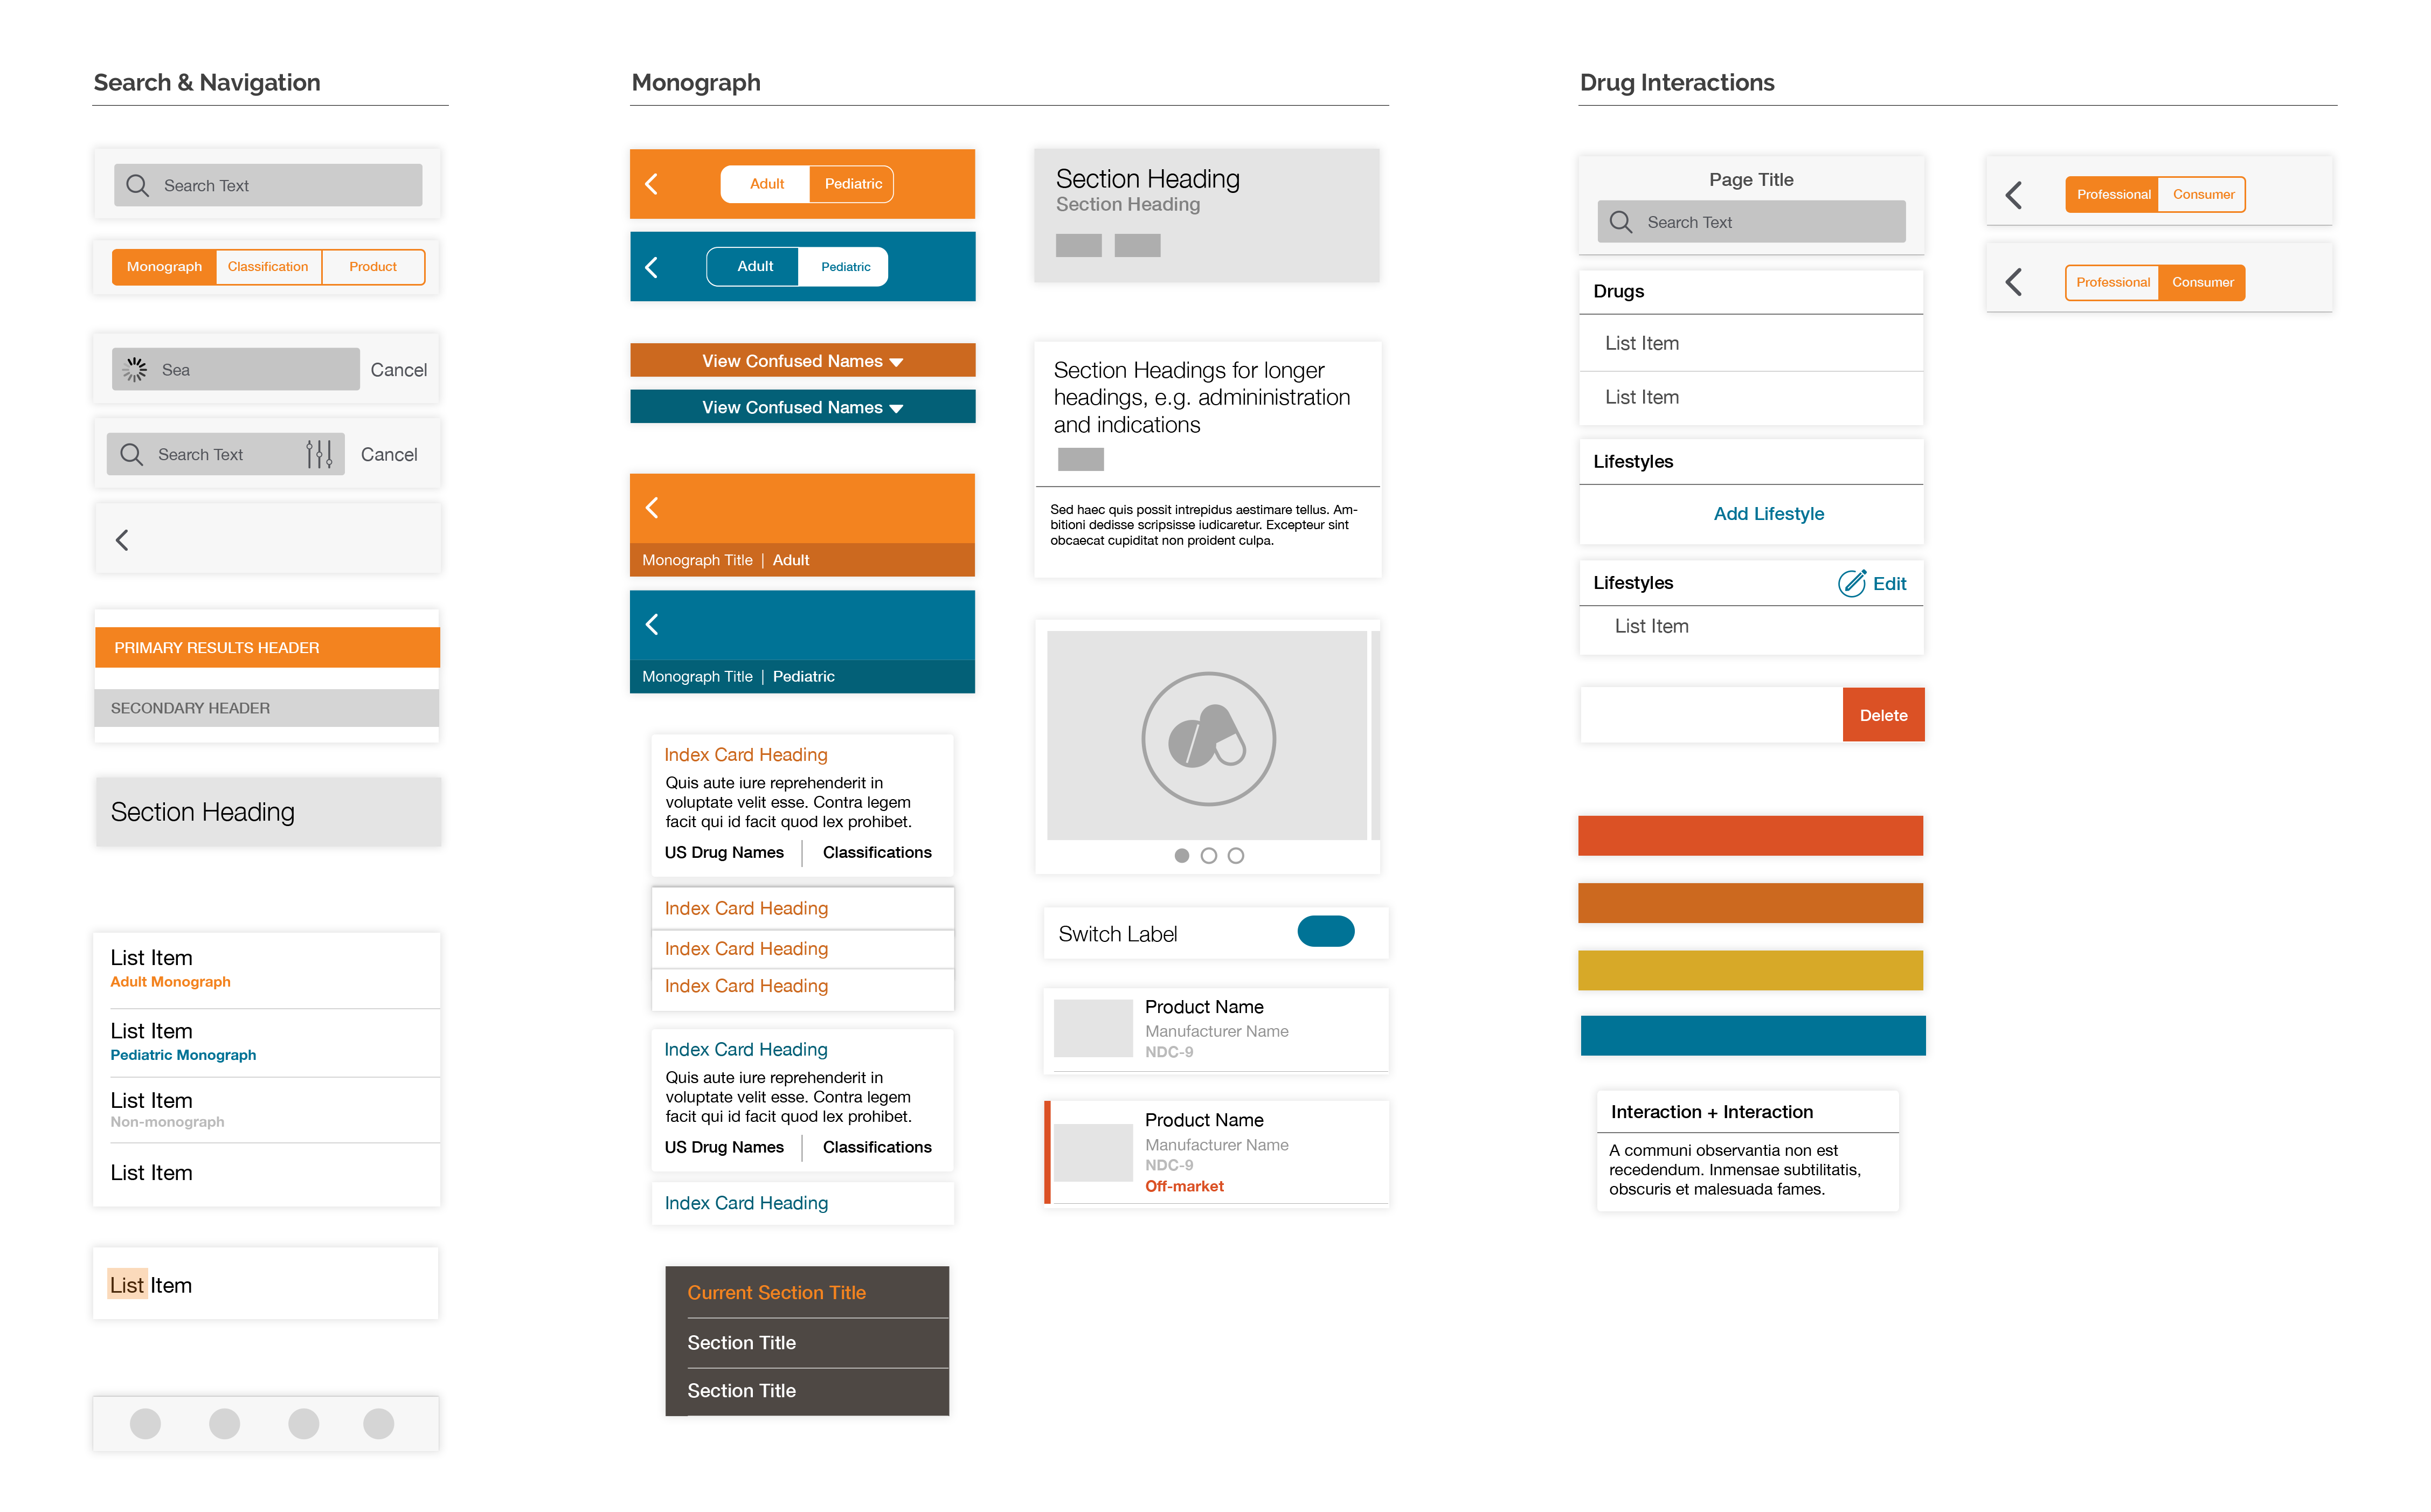 Search & Navigation
Search Text
Monograph
Classification
Product
Sea
Cancel
Search Text
Cancel
PRIMARY RESULTS HEADER
SECONDARY HEADER
Section Heading
List Item
Adult Monograph
List Item
Pediatric Monograph
List Item
Non-monograph
List Item
List Item
Monograph
Adult
Pediatric
Adult
Pediatric
View Confused Names
View Confused Names
Monograph Title | Adult
Monograph Title | Pediatric
Index Card Heading
Quis aute iure reprehenderit in
voluptate velit esse. Contra legem
facit qui id facit quod lex prohibet.
US Drug Names
Classifications
Index Card Heading
Index Card Heading
Index Card Heading
Index Card Heading
Quis aute iure reprehenderit in
voluptate velit esse. Contra legem
facit qui id facit quod lex prohibet.
US Drug Names
Classifications
Index Card Heading
Current Section Title
Section Title
Section Title
Section Heading
Section Heading
Section Headings for longer
headings, e.g. admininistration
and indications
Sed haec quis possit intrepidus aestimare tellus. Am-
bitioni dedisse scripsisse iudicaretur. Excepteur sint
obcaecat cupiditat non proident culpa.
Switch Label
Product Name
Manufacturer Name
NDC-9
Product Name
Manufacturer Name
NDC-9
Off-market
Drug Interactions
Page Title
Search Text
Drugs
List Item
List Item
Lifestyles
Add Lifestyle
Lifestyles
Edit
List Item
Delete
Interaction + Interaction
A communi observantia non est
recedendum. Inmensae subtilitatis,
obscuris et malesuada fames.
Professional
Consumer
Professional
Consumer